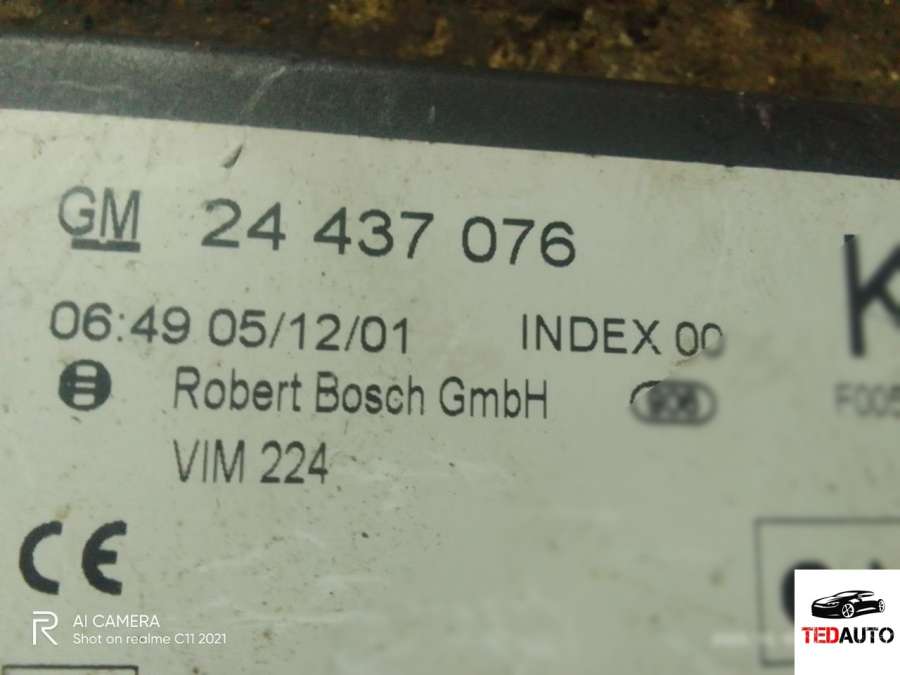 GM 24 437 076
K
06:49 05/12/01 INDEX 00
Robert Bosch GmbH
F005
VIM 224
CE
AI CAMERA
Shot on realme C11 2021
TEDAUTO